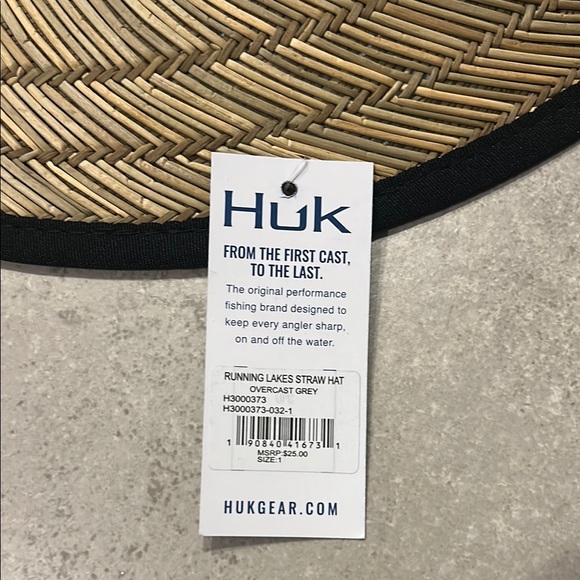 Huk
FROM THE FIRST CAST,
TO THE LAST.
The original performance
fishing brand designed to
keep every angler sharp,
on and off the water.
RUNNING LAKES STRAW HAT
OVERCAST GREY
H3000373
H3000373-032-1
1 90840 41673 1
MSRP:$25.00
SIZE:1
HUKGEAR.COM